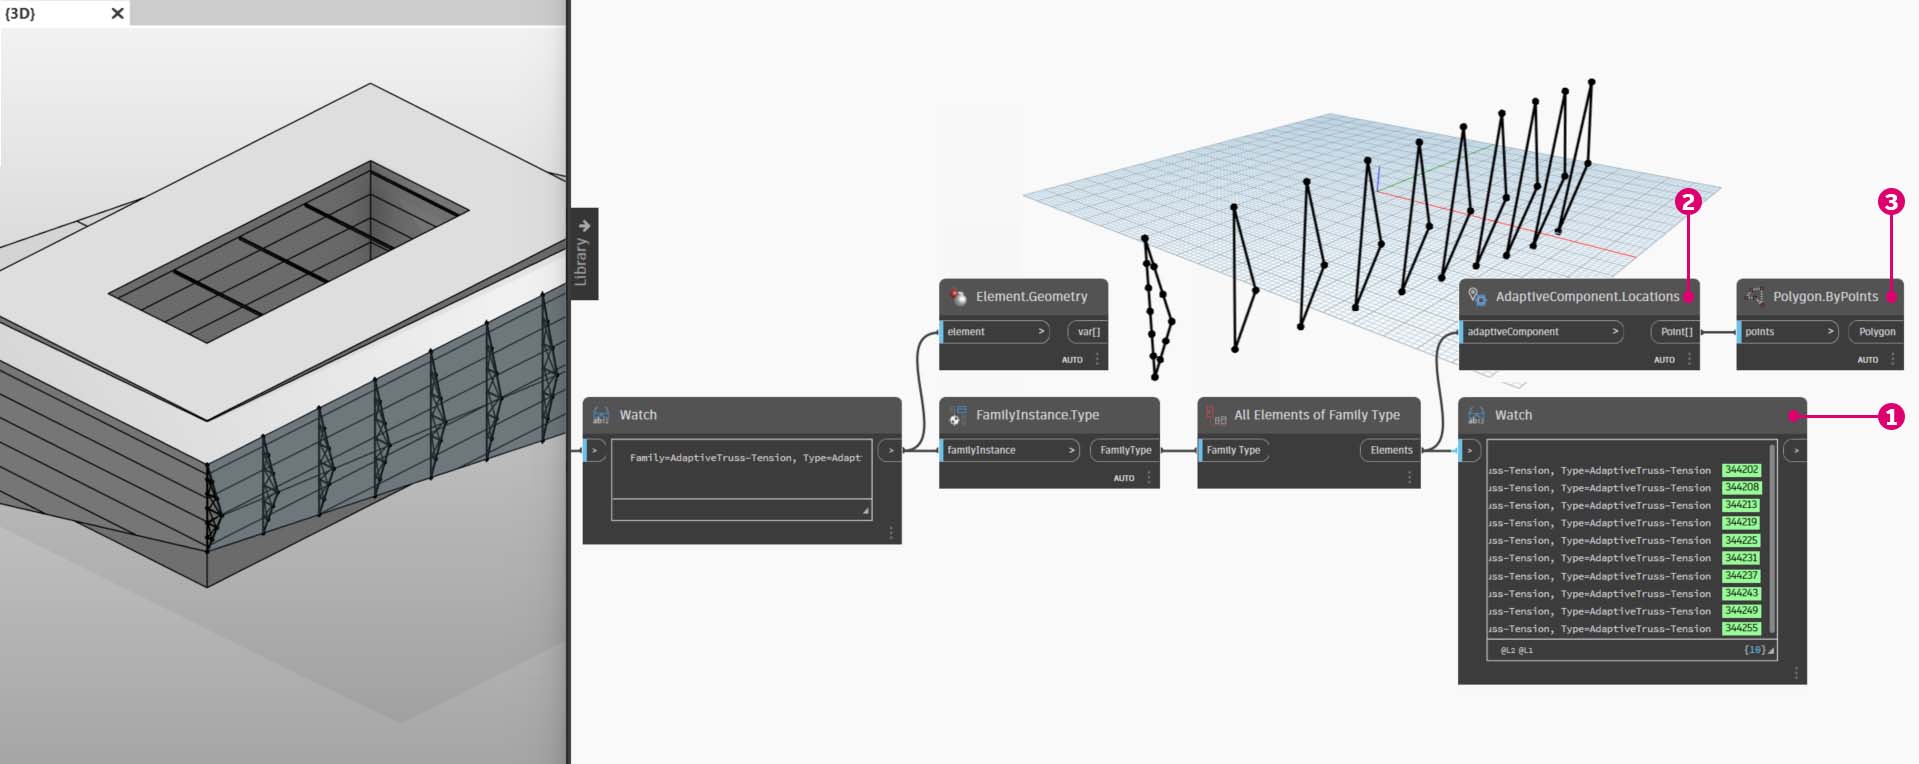 {3D}
Library
2
3
Element.Geometry
element >
var[]
AUTO
AdaptiveComponent.Locations
adaptiveComponent >
Point[]
AUTO
Polygon.ByPoints
points >
Polygon
AUTO
Watch
>
Family=AdaptiveTruss-Tension, Type=Adapt
>
FamilyInstance.Type
familyInstance >
FamilyType
AUTO
All Elements of Family Type
Family Type
Elements
Watch
1
>
uss-Tension, Type=AdaptiveTruss-Tension 344202
uss-Tension, Type=AdaptiveTruss-Tension 344208
uss-Tension, Type=AdaptiveTruss-Tension 344213
uss-Tension, Type=AdaptiveTruss-Tension 344219
uss-Tension, Type=AdaptiveTruss-Tension 344225
uss-Tension, Type=AdaptiveTruss-Tension 344231
uss-Tension, Type=AdaptiveTruss-Tension 344237
uss-Tension, Type=AdaptiveTruss-Tension 344243
uss-Tension, Type=AdaptiveTruss-Tension 344249
uss-Tension, Type=AdaptiveTruss-Tension 344255
>
@L2 @L1
{10}